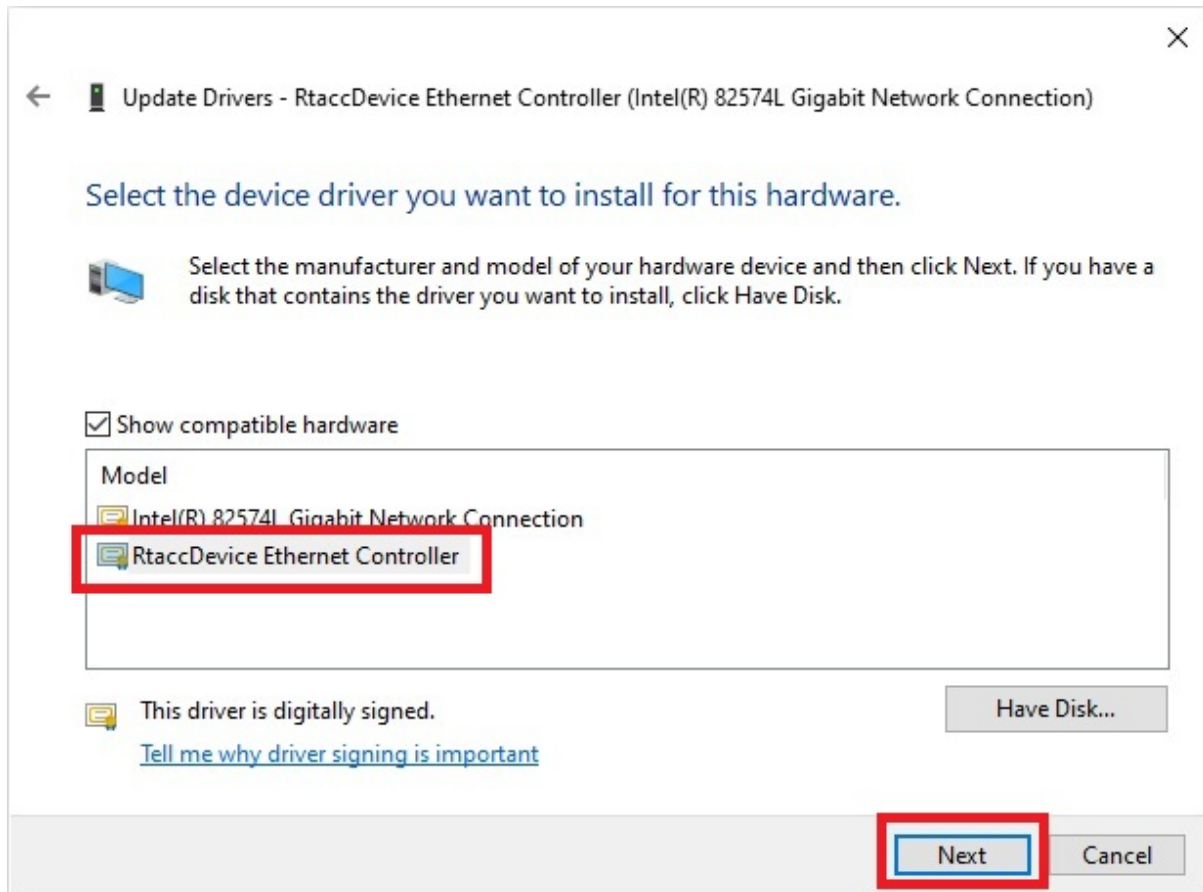 Update Drivers - RtaccDevice Ethernet Controller (Intel(R) 82574L Gigabit Network Connection)
Select the device driver you want to install for this hardware.
Select the manufacturer and model of your hardware device and then click Next. If you have a
disk that contains the driver you want to install, click Have Disk.
Show compatible hardware
Model
Intel(R) 82574L Gigabit Network Connection
RtaccDevice Ethernet Controller
This driver is digitally signed.
Have Disk...
Tell me why driver signing is important
Next
Cancel